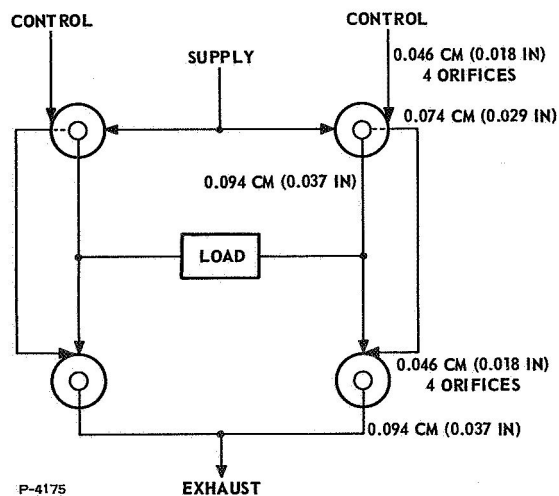 CONTROL
SUPPLY
CONTROL
0.046 CM (0.018 IN)
4 ORIFICES
0.074 CM (0.029 IN)
0.094 CM (0.037 IN)
LOAD
0.046 CM (0.018 IN)
4 ORIFICES
0.094 CM (0.037 IN)
P-4175
EXHAUST